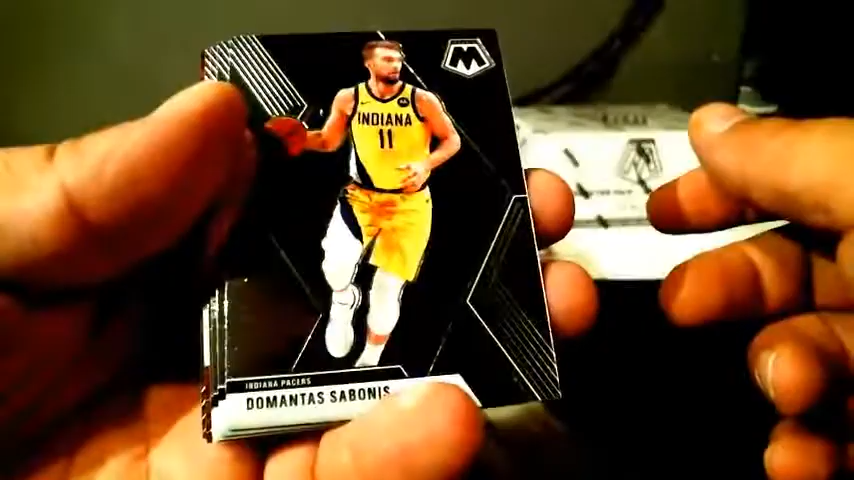 M
INDIANA
11
INDIANA PACERS
DOMANTAS SABONIS